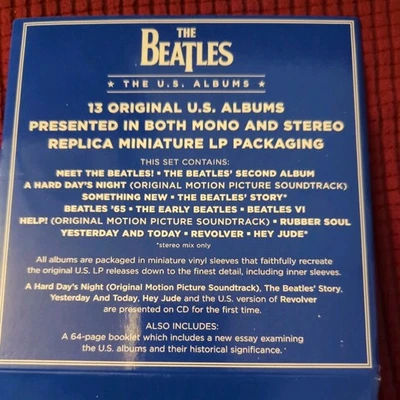 THE
BEATLES
★ THE U.S. ALBUMS ★
13 ORIGINAL U.S. ALBUMS
PRESENTED IN BOTH MONO AND STEREO
REPLICA MINIATURE LP PACKAGING
THIS SET CONTAINS:
MEET THE BEATLES! • THE BEATLES' SECOND ALBUM
A HARD DAY'S NIGHT (ORIGINAL MOTION PICTURE SOUNDTRACK)
SOMETHING NEW • THE BEATLES' STORY*
BEATLES '65 • THE EARLY BEATLES • BEATLES VI
HELP! (ORIGINAL MOTION PICTURE SOUNDTRACK) • RUBBER SOUL
YESTERDAY AND TODAY • REVOLVER • HEY JUDE*
*stereo mix only
All albums are packaged in miniature vinyl sleeves that faithfully recreate
the original U.S. LP releases down to the finest detail, including inner sleeves.
A Hard Day's Night (Original Motion Picture Soundtrack), The Beatles' Story,
Yesterday And Today, Hey Jude and the U.S. version of Revolver
are presented on CD for the first time.
ALSO INCLUDES:
A 64-page booklet which includes a new essay examining
the U.S. albums and their historical significance.